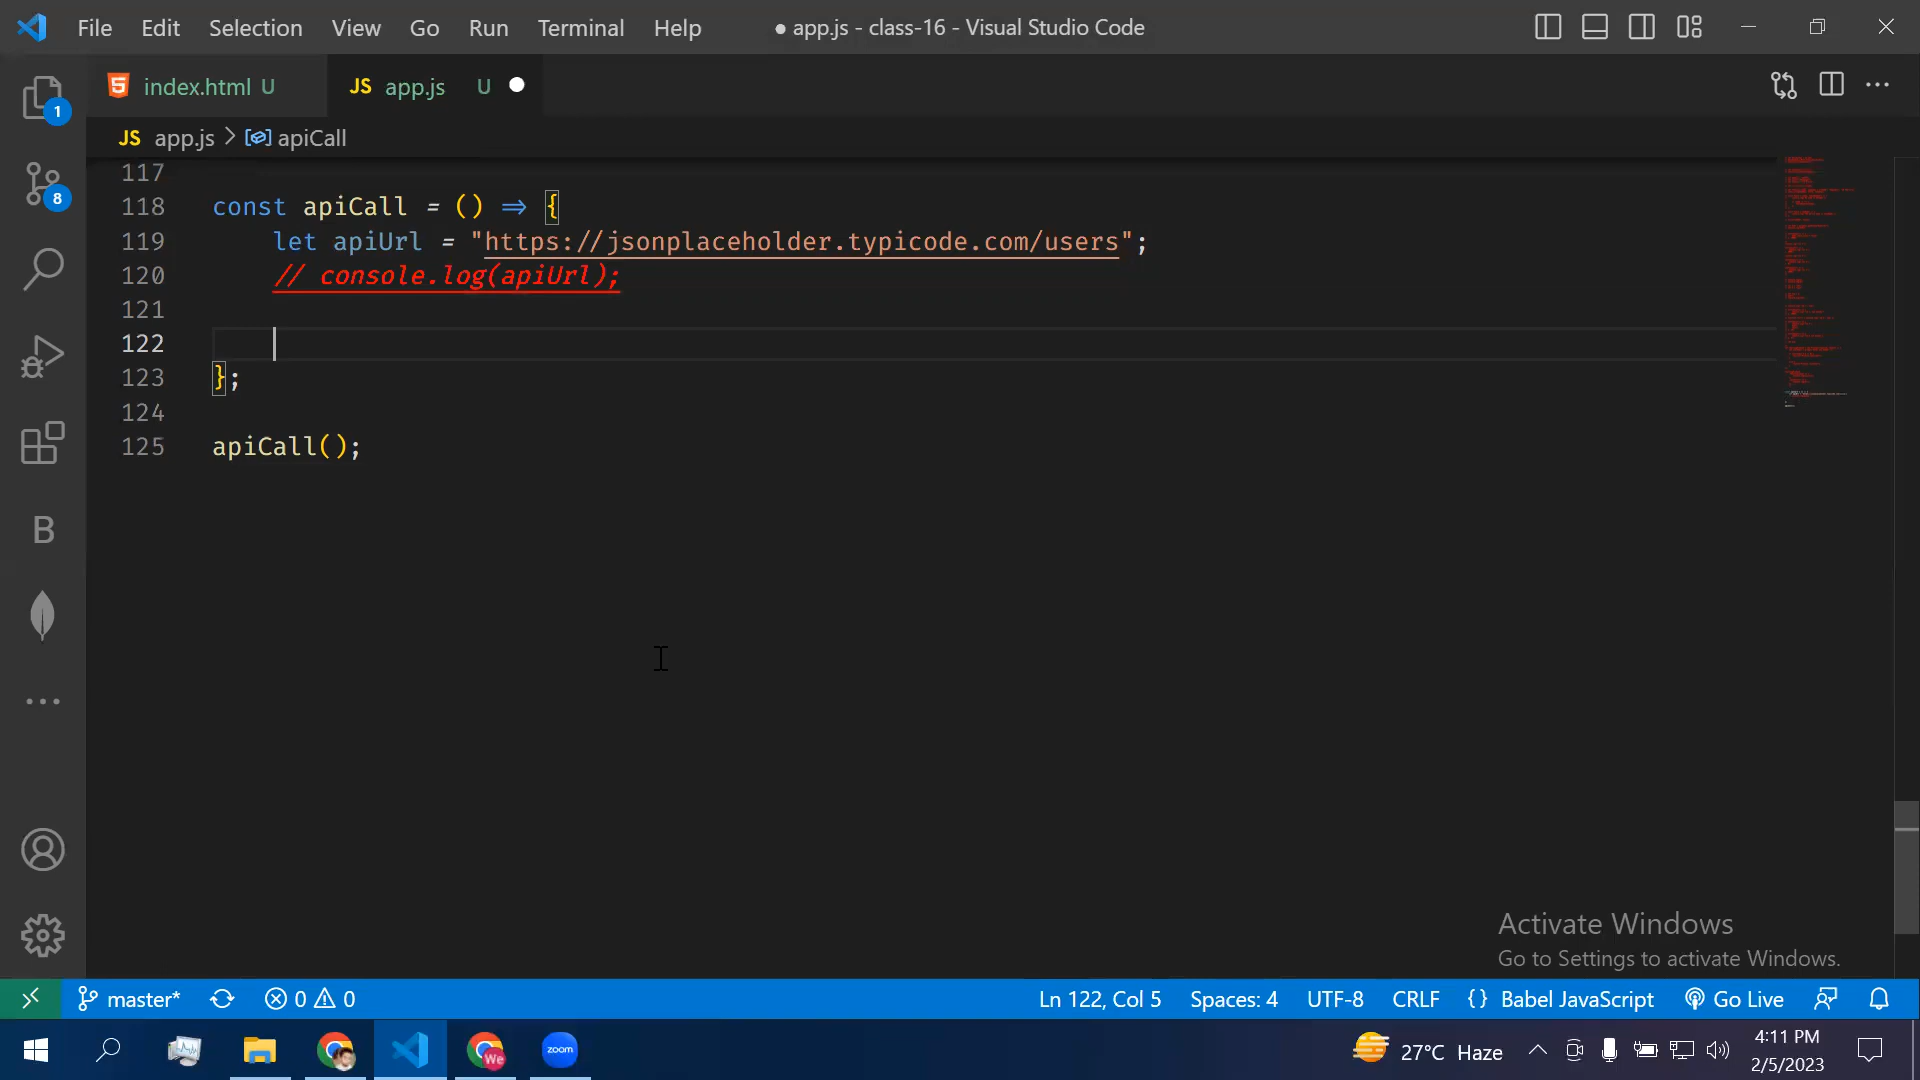 File Edit Selection View Go Run Terminal Help ● app.js - class-16 - Visual Studio Code
index.html U JS app.js U
JS app.js > apiCall
117
118 const apiCall = () => {
119 let apiUrl = "https://jsonplaceholder.typicode.com/users";
120 // console.log(apiUrl);
121
122
123 };
124
125 apiCall();
1
8
B
Activate Windows
Go to Settings to activate Windows.
master* 0 0 Ln 122, Col 5 Spaces: 4 UTF-8 CRLF {} Babel JavaScript Go Live
We zoom 27°C Haze 4:11 PM
2/5/2023